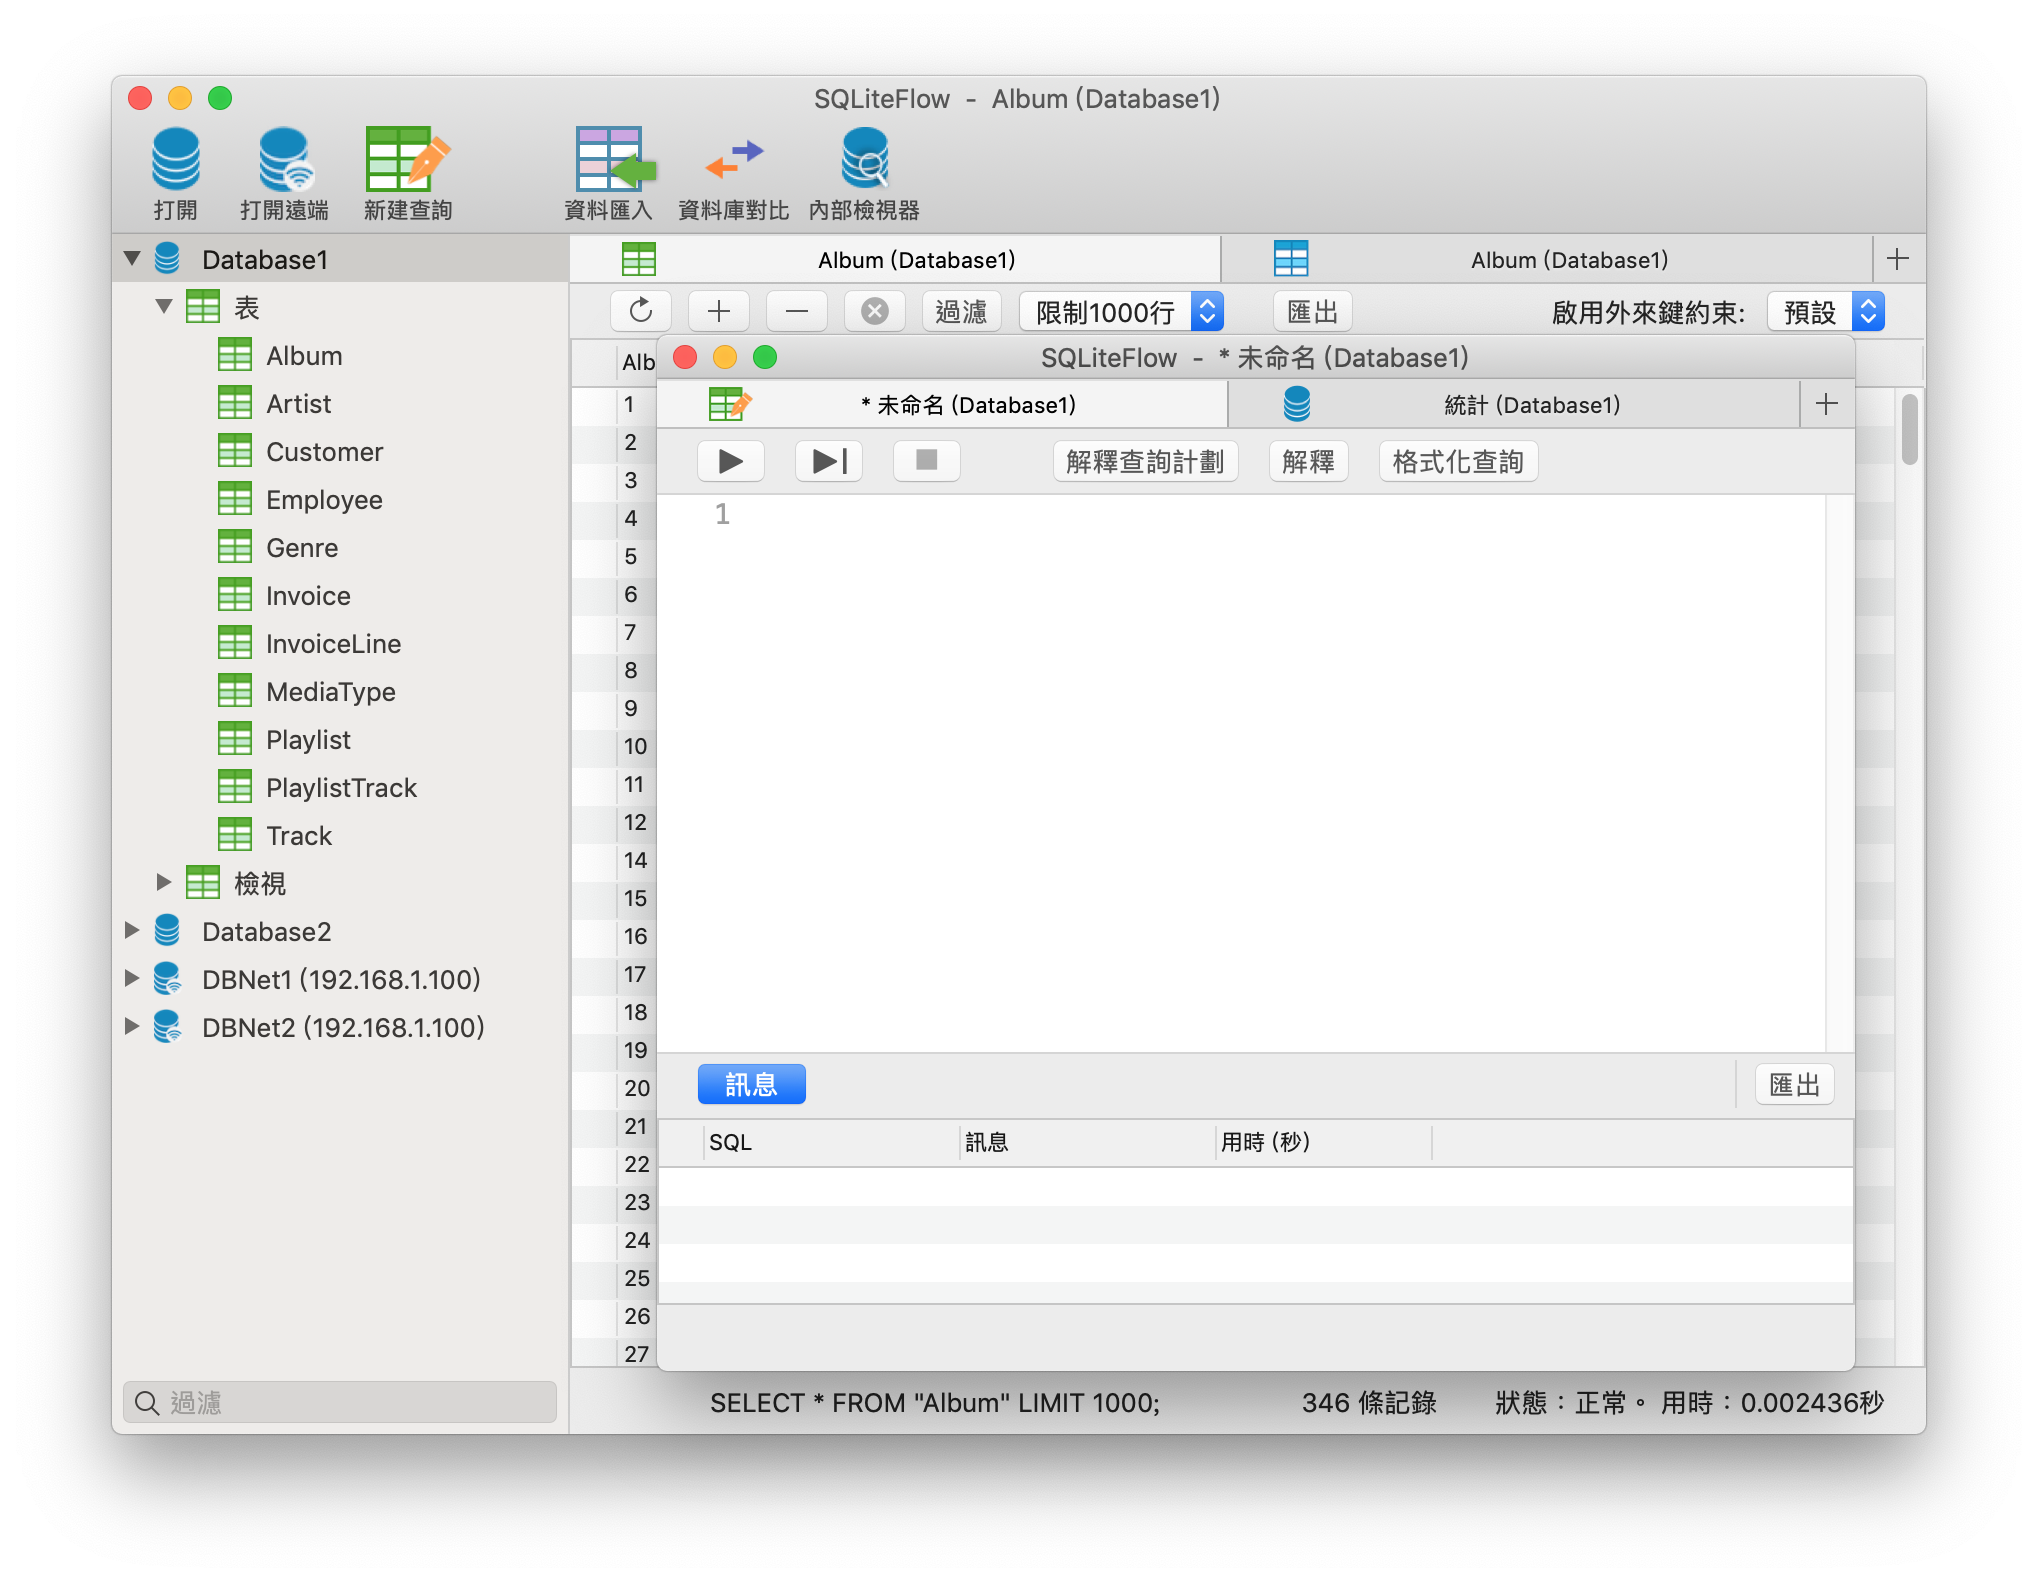 SQLiteFlow - Album (Database1)
打開
打開遠端
新建查詢
資料匯入
資料庫對比
內部檢視器
Database1
表
Album
Artist
Customer
Employee
Genre
Invoice
InvoiceLine
MediaType
Playlist
PlaylistTrack
Track
檢視
Database2
DBNet1 (192.168.1.100)
DBNet2 (192.168.1.100)
過濾
Album (Database1)
Album (Database1)
過濾
限制1000行
匯出
啟用外來鍵約束:
預設
Alb
1
2
3
4
5
6
7
8
9
10
11
12
14
15
16
17
18
19
20
21
22
23
24
25
26
27
SQLiteFlow - * 未命名 (Database1)
* 未命名 (Database1)
統計 (Database1)
解釋查詢計劃
解釋
格式化查詢
1
訊息
匯出
SQL
訊息
用時 (秒)
SELECT * FROM "Album" LIMIT 1000;
346 條記錄
狀態：正常。 用時：0.002436秒